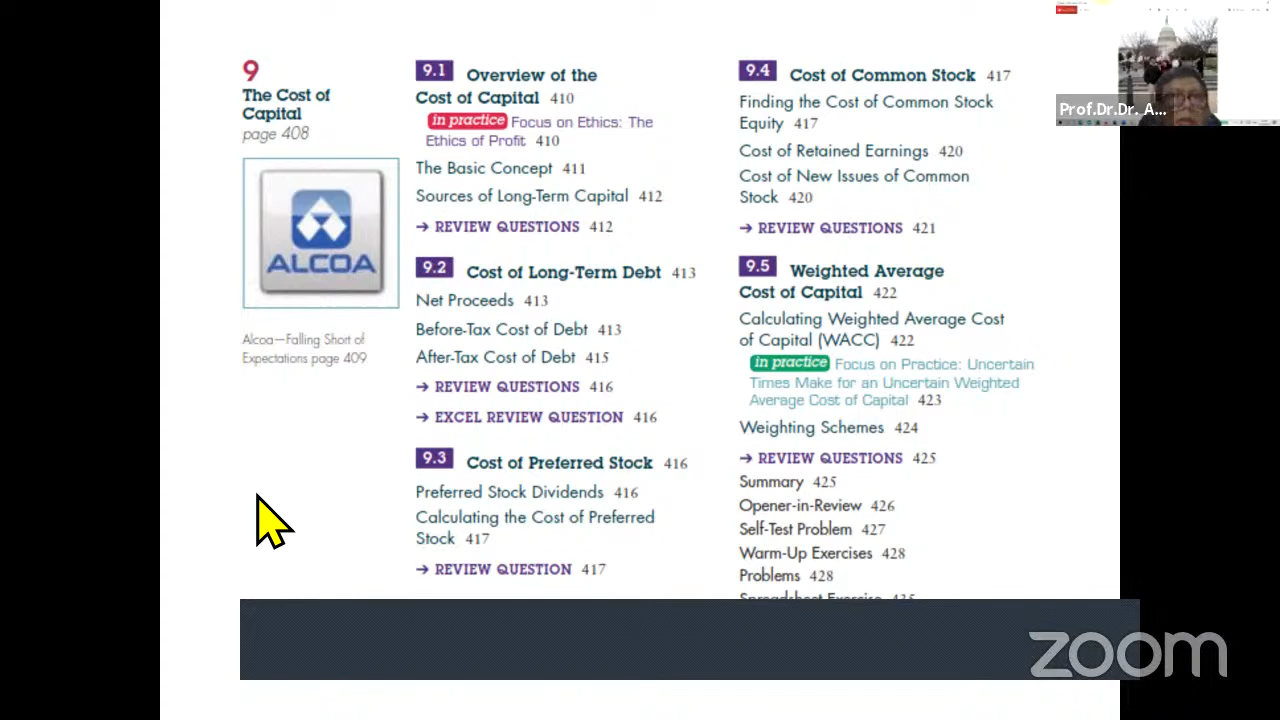 9
The Cost of
Capital
page 408
ALCOA
Alcoa—Falling Short of
Expectations page 409
9.1 Overview of the
Cost of Capital 410
in practice Focus on Ethics: The
Ethics of Profit 410
The Basic Concept 411
Sources of Long-Term Capital 412
→ REVIEW QUESTIONS 412
9.2 Cost of Long-Term Debt 413
Net Proceeds 413
Before-Tax Cost of Debt 413
After-Tax Cost of Debt 415
→ REVIEW QUESTIONS 416
→ EXCEL REVIEW QUESTION 416
9.3 Cost of Preferred Stock 416
Preferred Stock Dividends 416
Calculating the Cost of Preferred
Stock 417
→ REVIEW QUESTION 417
9.4 Cost of Common Stock 417
Finding the Cost of Common Stock
Equity 417
Cost of Retained Earnings 420
Cost of New Issues of Common
Stock 420
→ REVIEW QUESTIONS 421
9.5 Weighted Average
Cost of Capital 422
Calculating Weighted Average Cost
of Capital (WACC) 422
in practice Focus on Practice: Uncertain
Times Make for an Uncertain Weighted
Average Cost of Capital 423
Weighting Schemes 424
→ REVIEW QUESTIONS 425
Summary 425
Opener-in-Review 426
Self-Test Problem 427
Warm-Up Exercises 428
Problems 428
Spreadsheet Exercise 435
Prof.Dr.Dr. A...
zoom